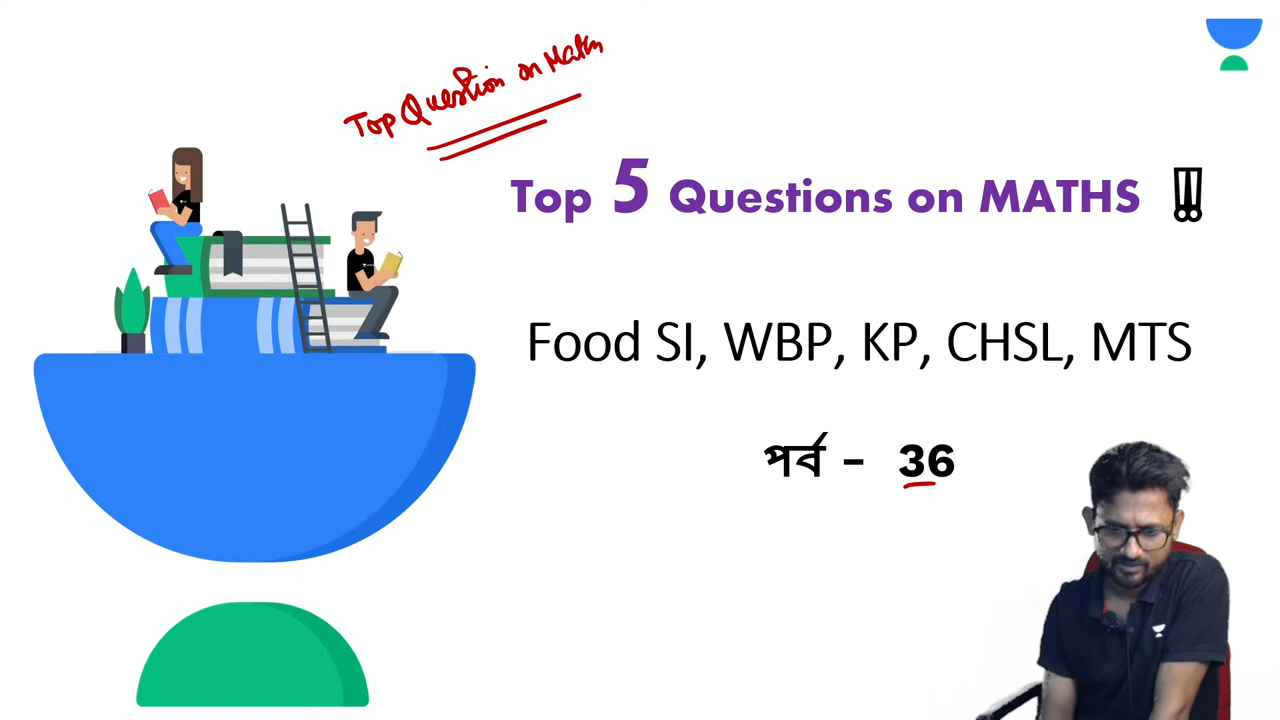 Top Question on Maths
Top 5 Questions on MATHS !!
Food SI, WBP, KP, CHSL, MTS
পর্ব - 36